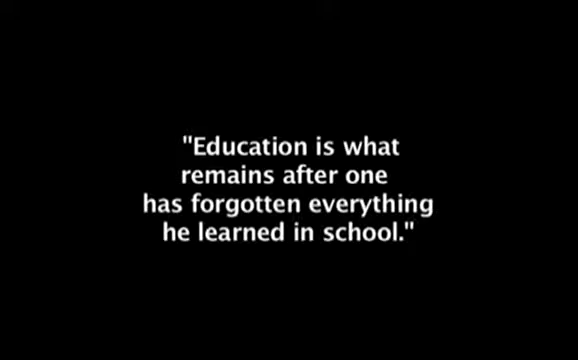 "Education is what
remains after one
has forgotten everything
he learned in school."